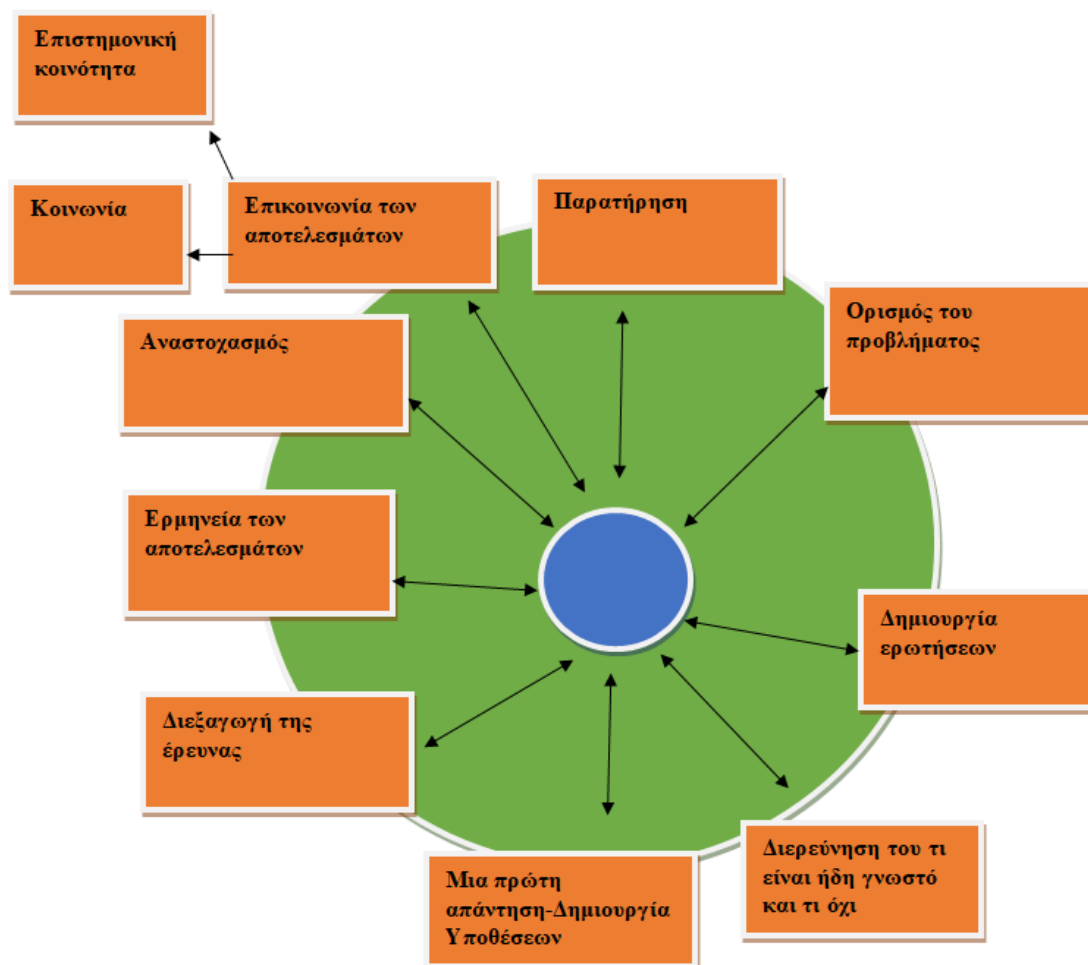 Επιστημονική
κοινότητα
Κοινωνία
Επικοινωνία των
αποτελεσμάτων
Παρατήρηση
Ορισμός του
προβλήματος
Αναστοχασμός
Ερμηνεία των
αποτελεσμάτων
Δημιουργία
ερωτήσεων
Διεξαγωγή της
έρευνας
Μια πρώτη
απάντηση-Δημιουργία
Υποθέσεων
Διερεύνηση του τι
είναι ήδη γνωστό
και τι όχι